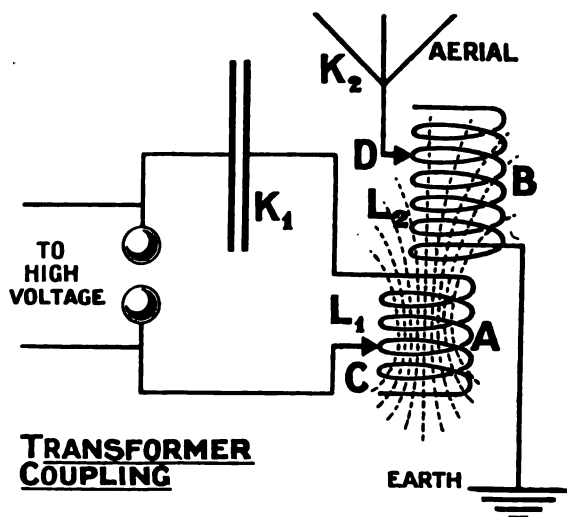 K₂
AERIAL
D
B
K₁
L₂
TO
HIGH
VOLTAGE
L₁
A
C
TRANSFORMER
COUPLING
EARTH